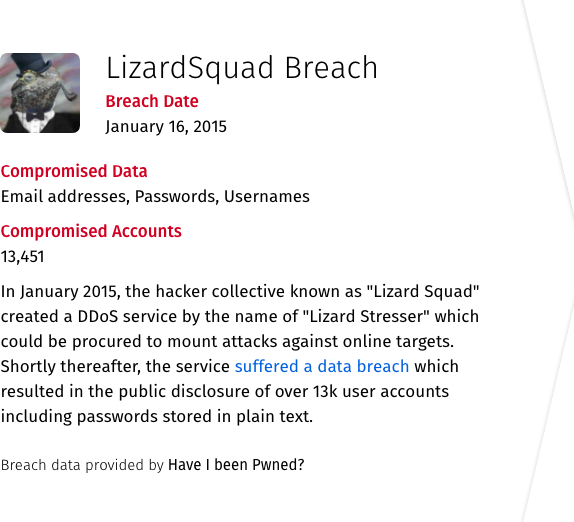 LizardSquad Breach
Breach Date
January 16, 2015
Compromised Data
Email addresses, Passwords, Usernames
Compromised Accounts
13,451
In January 2015, the hacker collective known as "Lizard Squad"
created a DDoS service by the name of "Lizard Stresser" which
could be procured to mount attacks against online targets.
Shortly thereafter, the service suffered a data breach which
resulted in the public disclosure of over 13k user accounts
including passwords stored in plain text.
Breach data provided by Have I been Pwned?